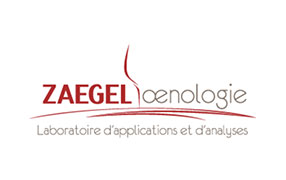 ZAEGEL œnologie
Laboratoire d'applications et d'analyses